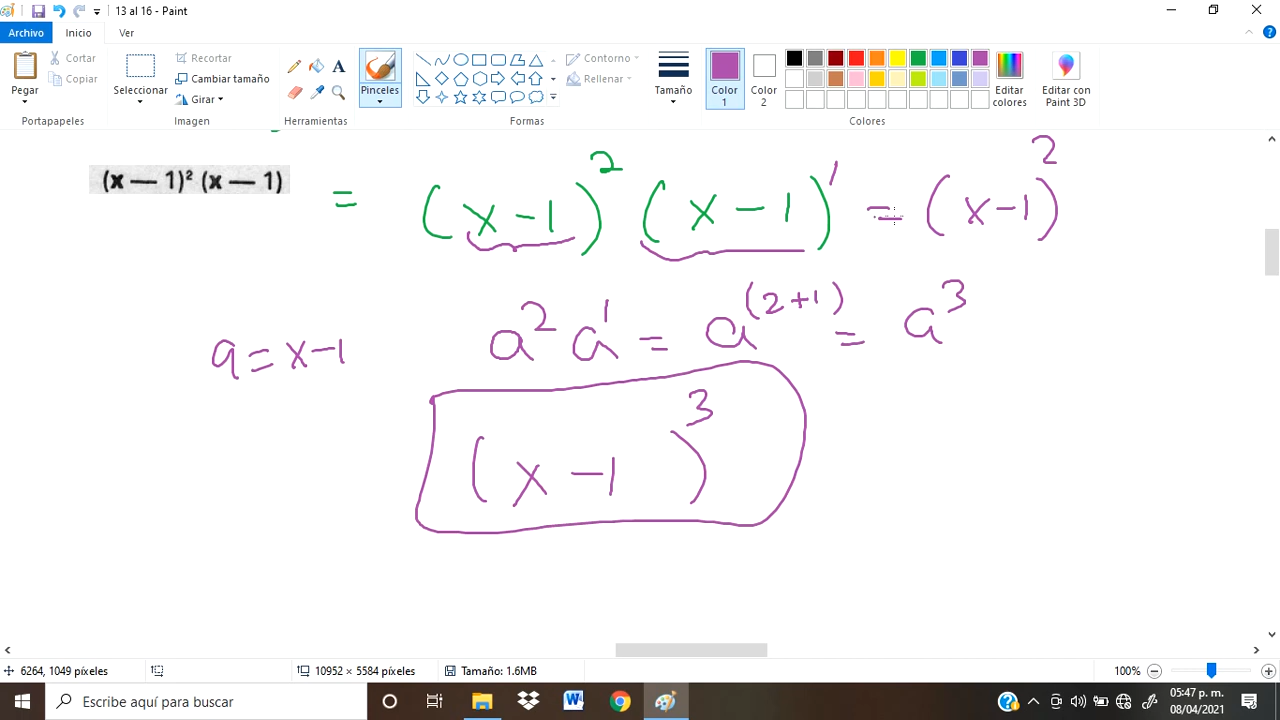 13 al 16 - Paint
Archivo Inicio Ver
Pegar Cortar Copiar Portapapeles
Seleccionar Recortar Cambiar tamaño Girar Imagen
Pinceles Herramientas
Contorno Rellenar Formas
Tamaño
Color 1 Color 2 Editar colores Colores
Editar con Paint 3D
(x — 1)² (x — 1) = (x - 1)² (x - 1)¹ = (x-1)²
a = x-1 a² a¹ = a^(2+1) = a³
(x - 1)³
6264, 1049 píxeles 10952 × 5584 píxeles Tamaño: 1.6MB 100%
Escribe aquí para buscar 05:47 p. m.
08/04/2021